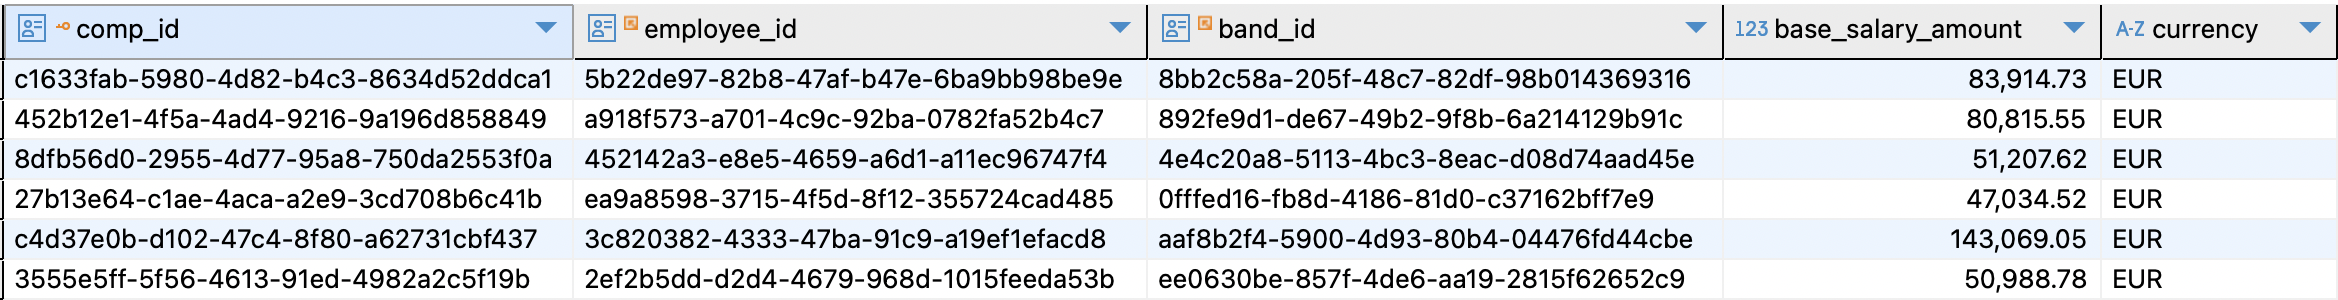 comp_id employee_id band_id 123 base_salary_amount A-Z currency
c1633fab-5980-4d82-b4c3-8634d52ddca1 5b22de97-82b8-47af-b47e-6ba9bb98be9e 8bb2c58a-205f-48c7-82df-98b014369316 83,914.73 EUR
452b12e1-4f5a-4ad4-9216-9a196d858849 a918f573-a701-4c9c-92ba-0782fa52b4c7 892fe9d1-de67-49b2-9f8b-6a214129b91c 80,815.55 EUR
8dfb56d0-2955-4d77-95a8-750da2553f0a 452142a3-e8e5-4659-a6d1-a11ec96747f4 4e4c20a8-5113-4bc3-8eac-d08d74aad45e 51,207.62 EUR
27b13e64-c1ae-4aca-a2e9-3cd708b6c41b ea9a8598-3715-4f5d-8f12-355724cad485 0fffed16-fb8d-4186-81d0-c37162bff7e9 47,034.52 EUR
c4d37e0b-d102-47c4-8f80-a62731cbf437 3c820382-4333-47ba-91c9-a19ef1efacd8 aaf8b2f4-5900-4d93-80b4-04476fd44cbe 143,069.05 EUR
3555e5ff-5f56-4613-91ed-4982a2c5f19b 2ef2b5dd-d2d4-4679-968d-1015feeda53b ee0630be-857f-4de6-aa19-2815f62652c9 50,988.78 EUR